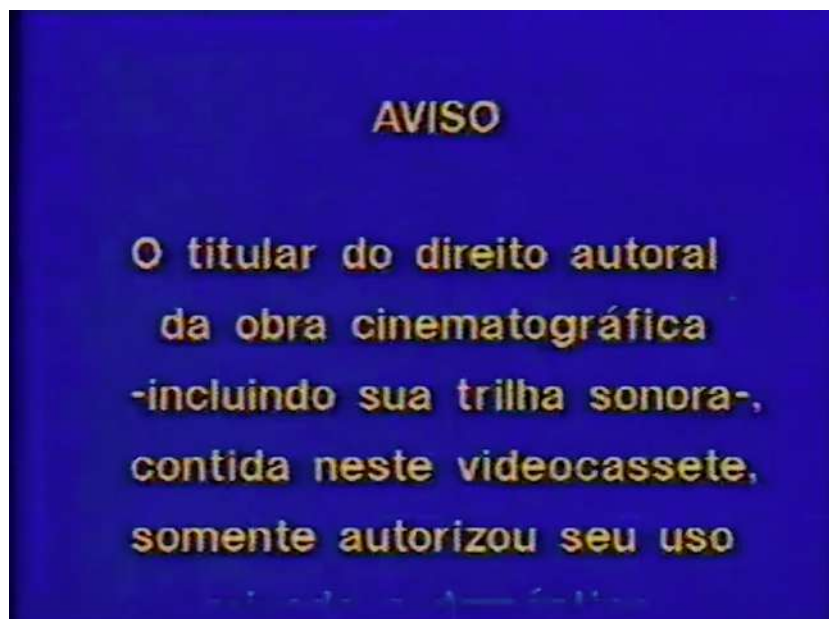 AVISO
O titular do direito autoral
da obra cinematográfica
-incluindo sua trilha sonora-,
contida neste videocassete,
somente autorizou seu uso